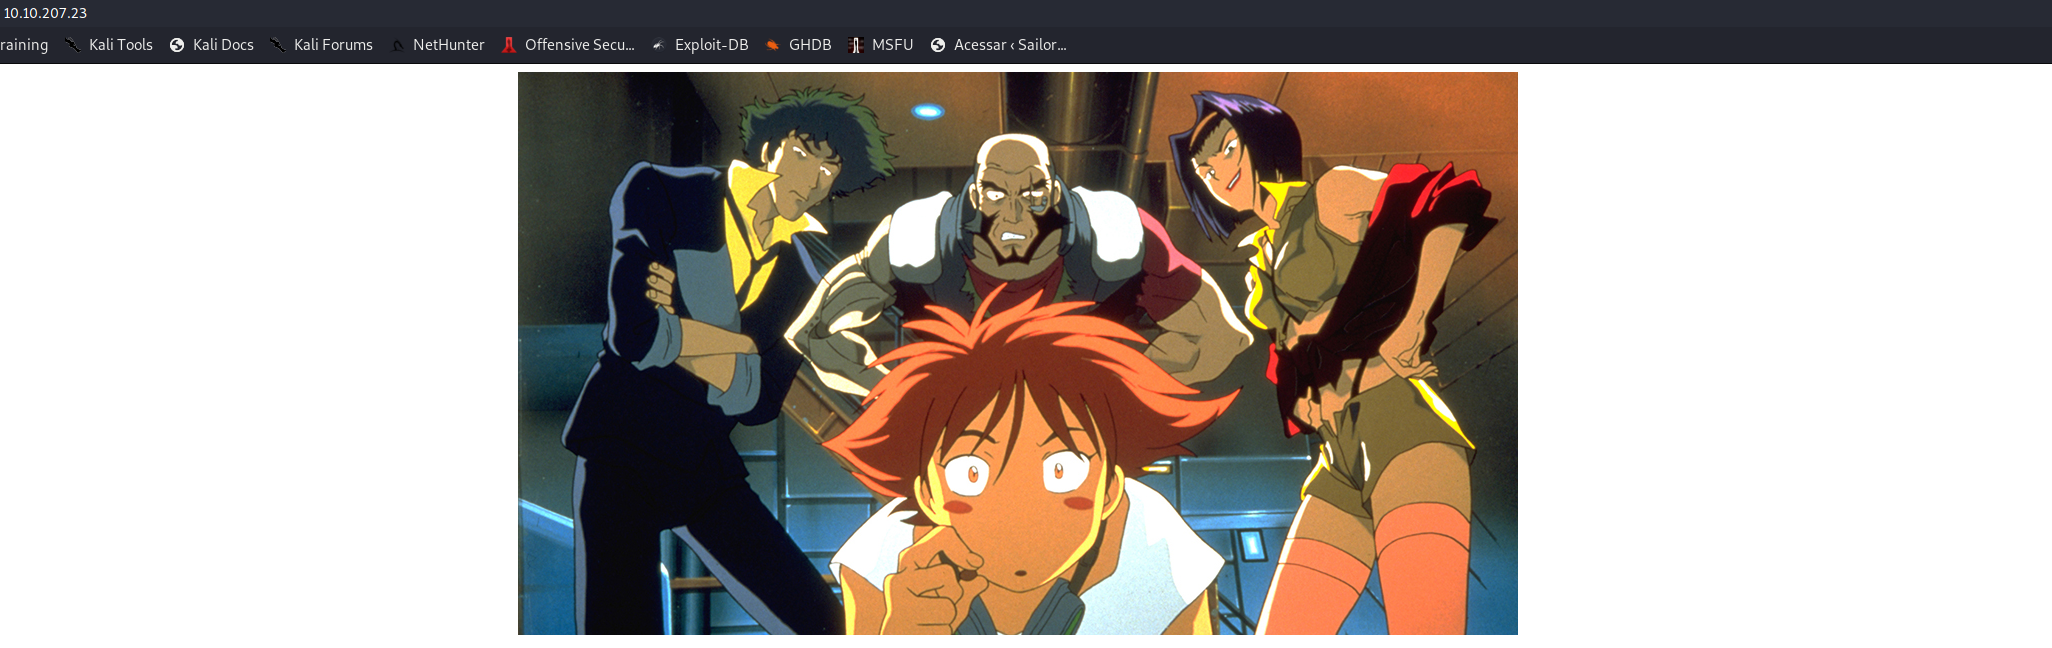 10.10.207.23
raining Kali Tools Kali Docs Kali Forums NetHunter Offensive Secu... Exploit-DB GHDB MSFU Acessar ‹ Sailor...